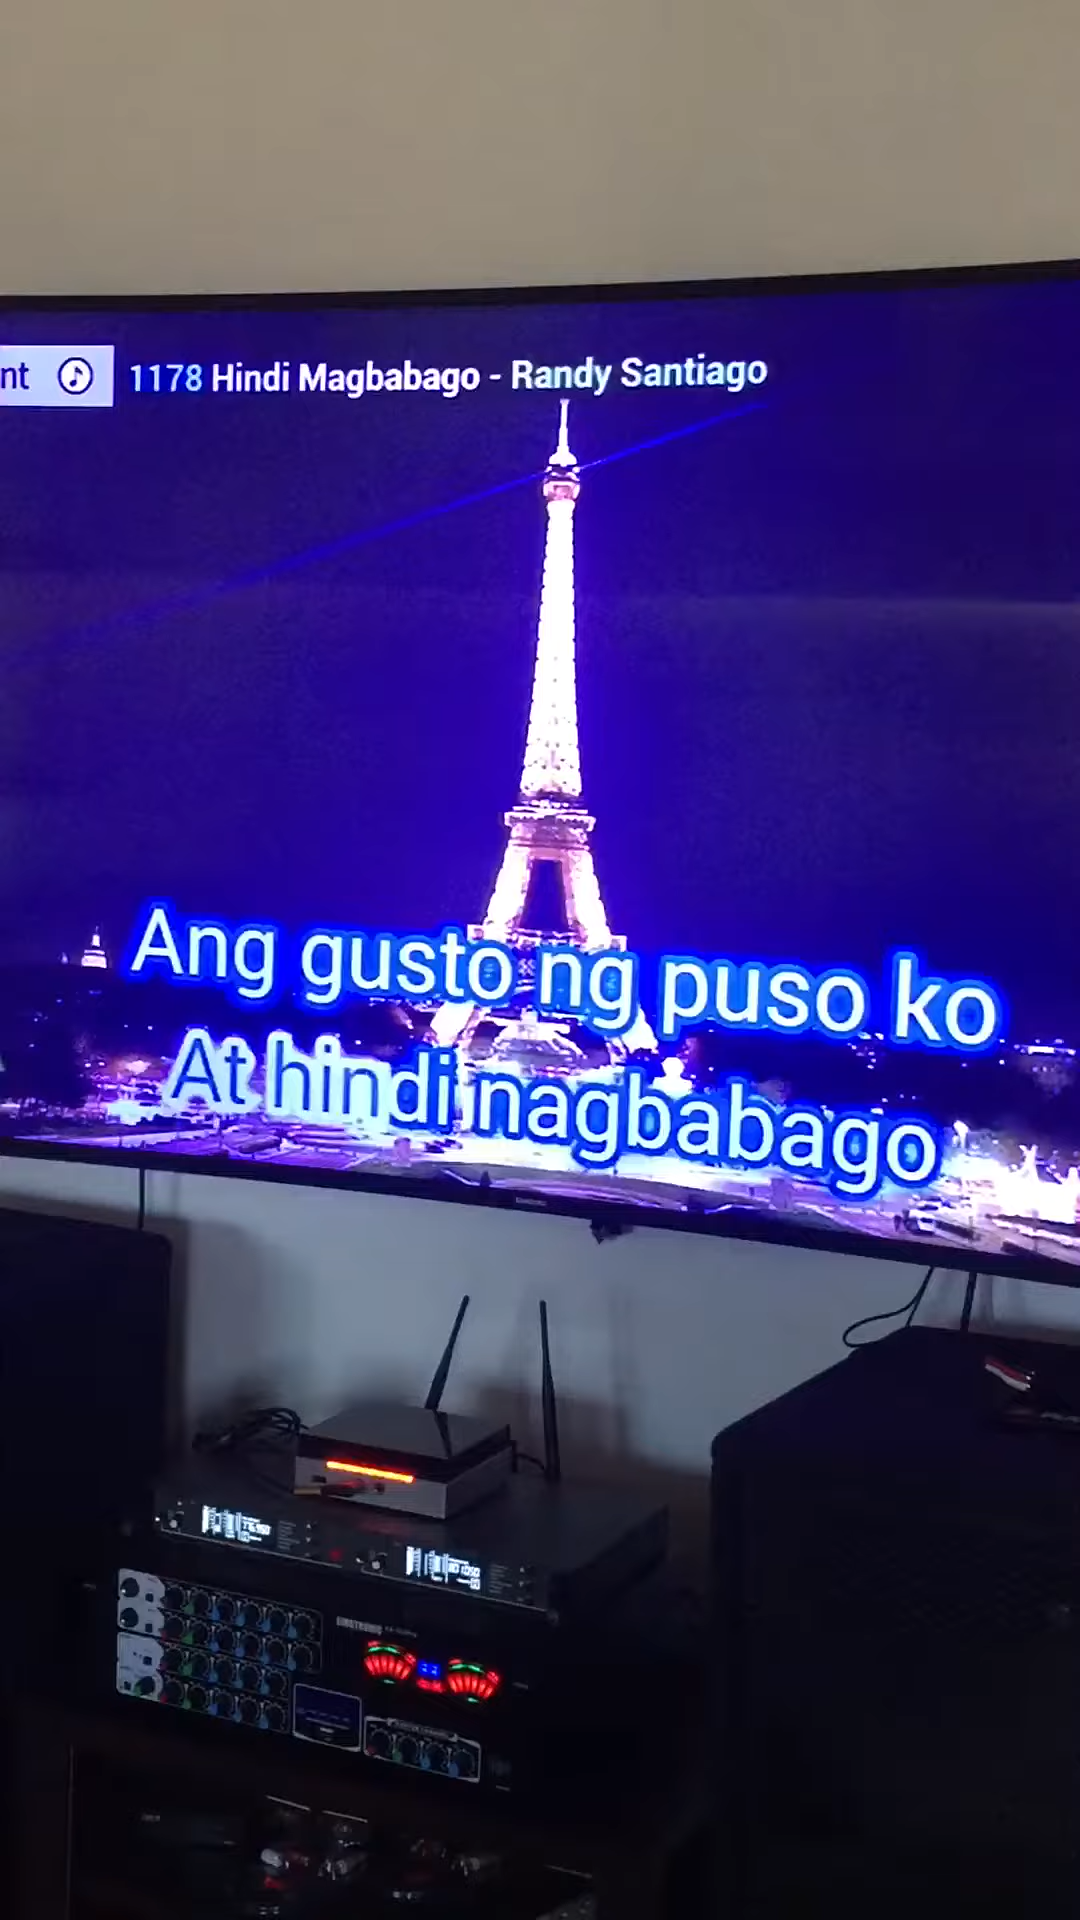 nt 1178 Hindi Magbabago - Randy Santiago
Ang gusto ng puso ko
At hindi nagbabago